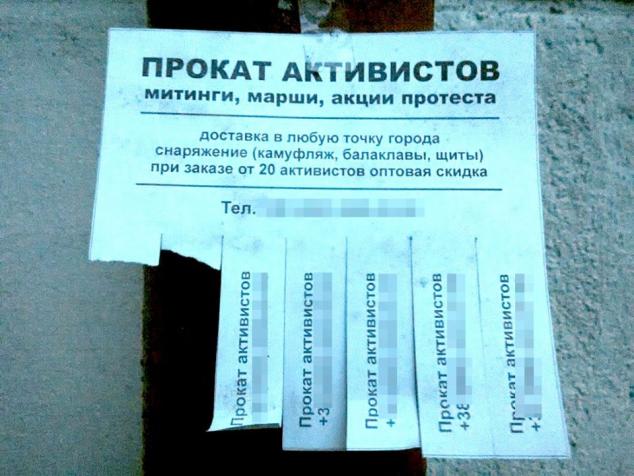 ПРОКАТ АКТИВИСТОВ
митинги, марши, акции протеста
доставка в любую точку города
снаряжение (камуфляж, балаклавы, щиты)
при заказе от 20 активистов оптовая скидка
Тел.
Прокат активистов
Прокат активистов
+3
Прокат активистов
+
Прокат активистов
+38
Прокат активистов
+3